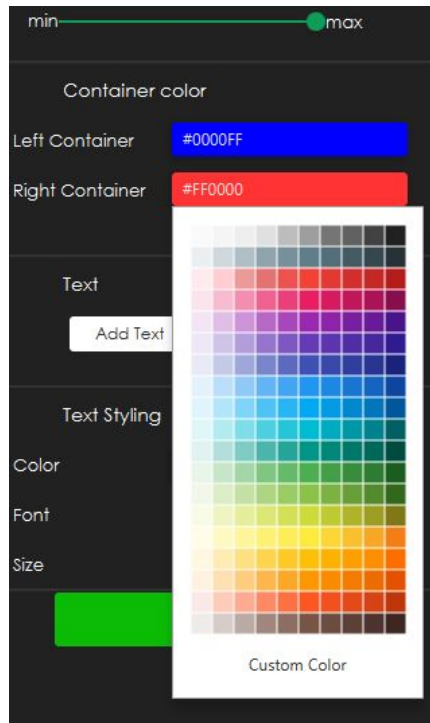 min max
Container color
Left Container #0000FF
Right Container #FF0000
Text
Add Text
Text Styling
Color
Font
Size
Custom Color